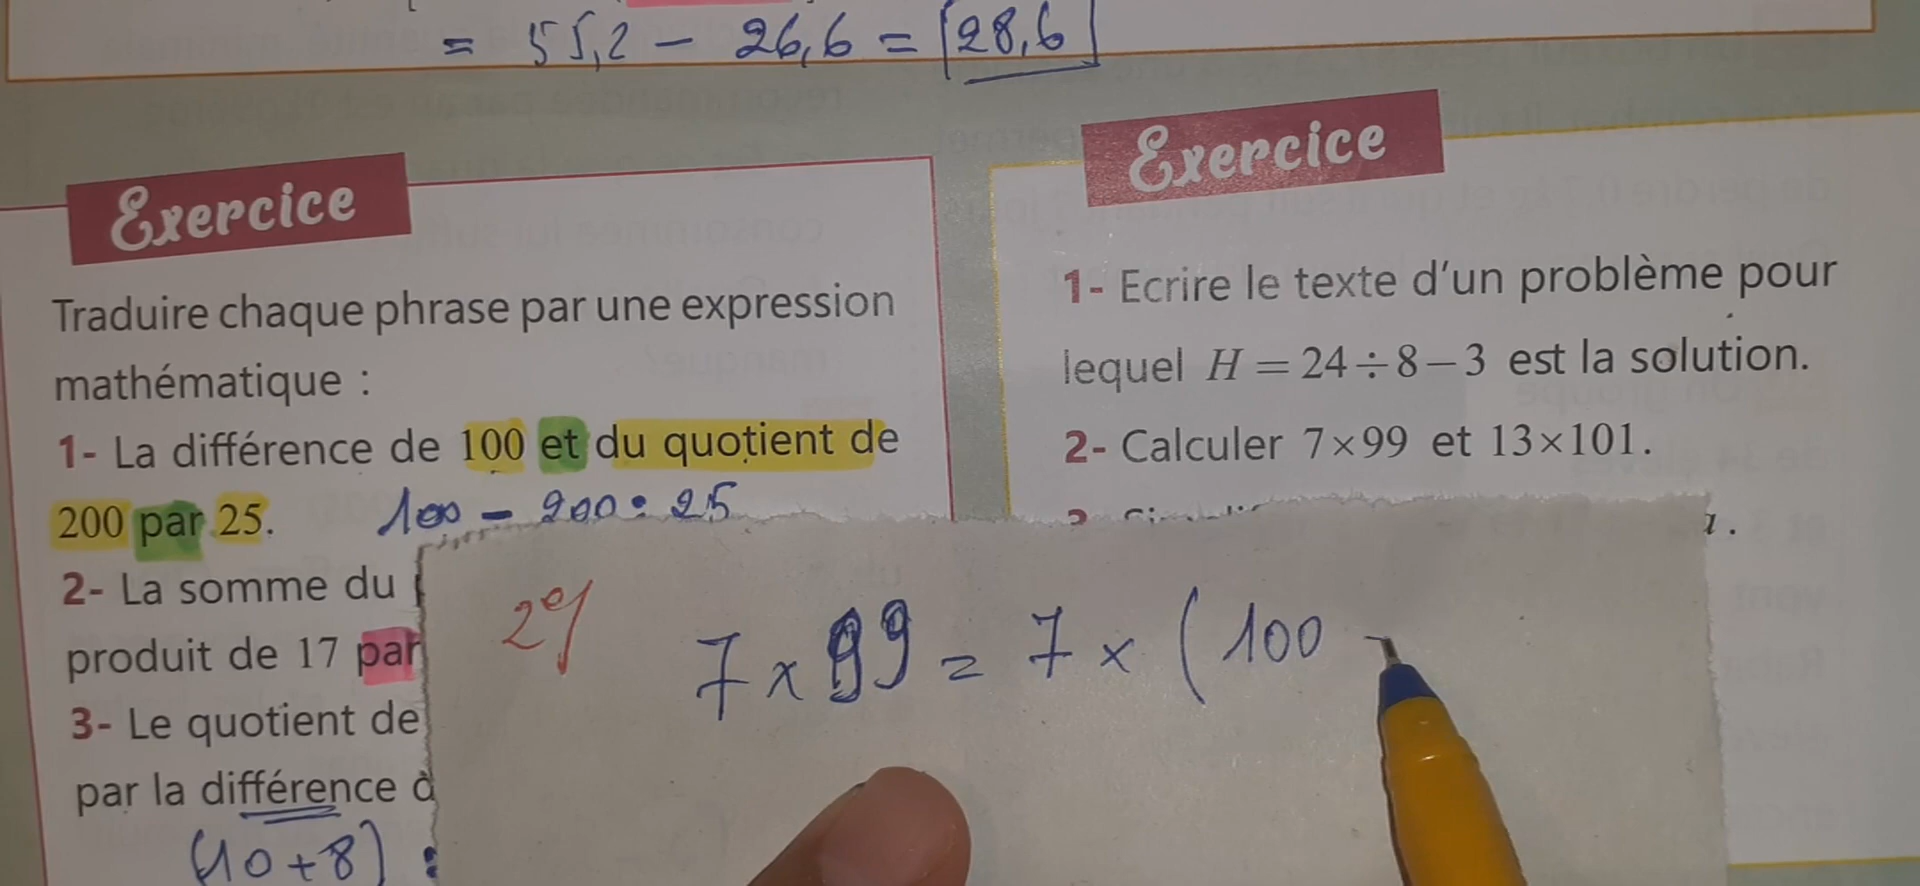 = 55,2 - 26,6 = 28,6
Exercice
Traduire chaque phrase par une expression
mathématique :
1- La différence de 100 et du quotient de
200 par 25. 100 - 200 : 25
2- La somme du
produit de 17 par
3- Le quotient de
par la différence
(10+8) :
Exercice
1- Ecrire le texte d'un problème pour
lequel H = 24 ÷ 8 – 3 est la solution.
2- Calculer 7×99 et 13×101.
2°/ 7 × 99 = 7 × ( 100 -